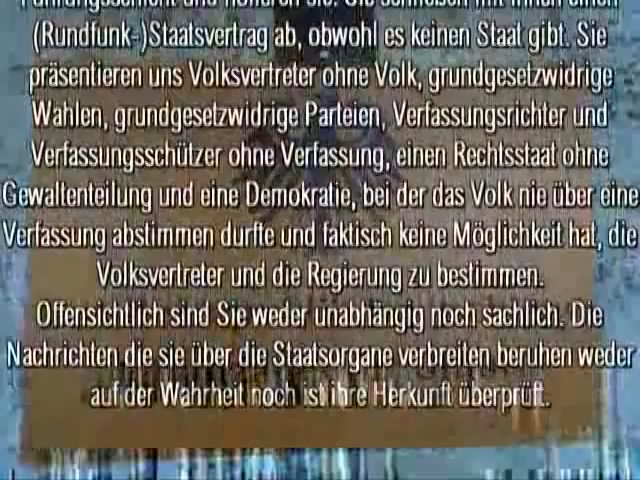 (Rundfunk-)Staatsvertrag ab, obwohl es keinen Staat gibt. Sie
präsentieren uns Volksvertreter ohne Volk, grundgesetzwidrige
Wahlen, grundgesetzwidrige Parteien, Verfassungsrichter und
Verfassungsschützer ohne Verfassung, einen Rechtsstaat ohne
Gewaltenteilung und eine Demokratie, bei der das Volk nie über eine
Verfassung abstimmen durfte und faktisch keine Möglichkeit hat, die
Volksvertreter und die Regierung zu bestimmen.
Offensichtlich sind Sie weder unabhängig noch sachlich. Die
Nachrichten die sie über die Staatsorgane verbreiten beruhen weder
auf der Wahrheit noch ist ihre Herkunft überprüft.